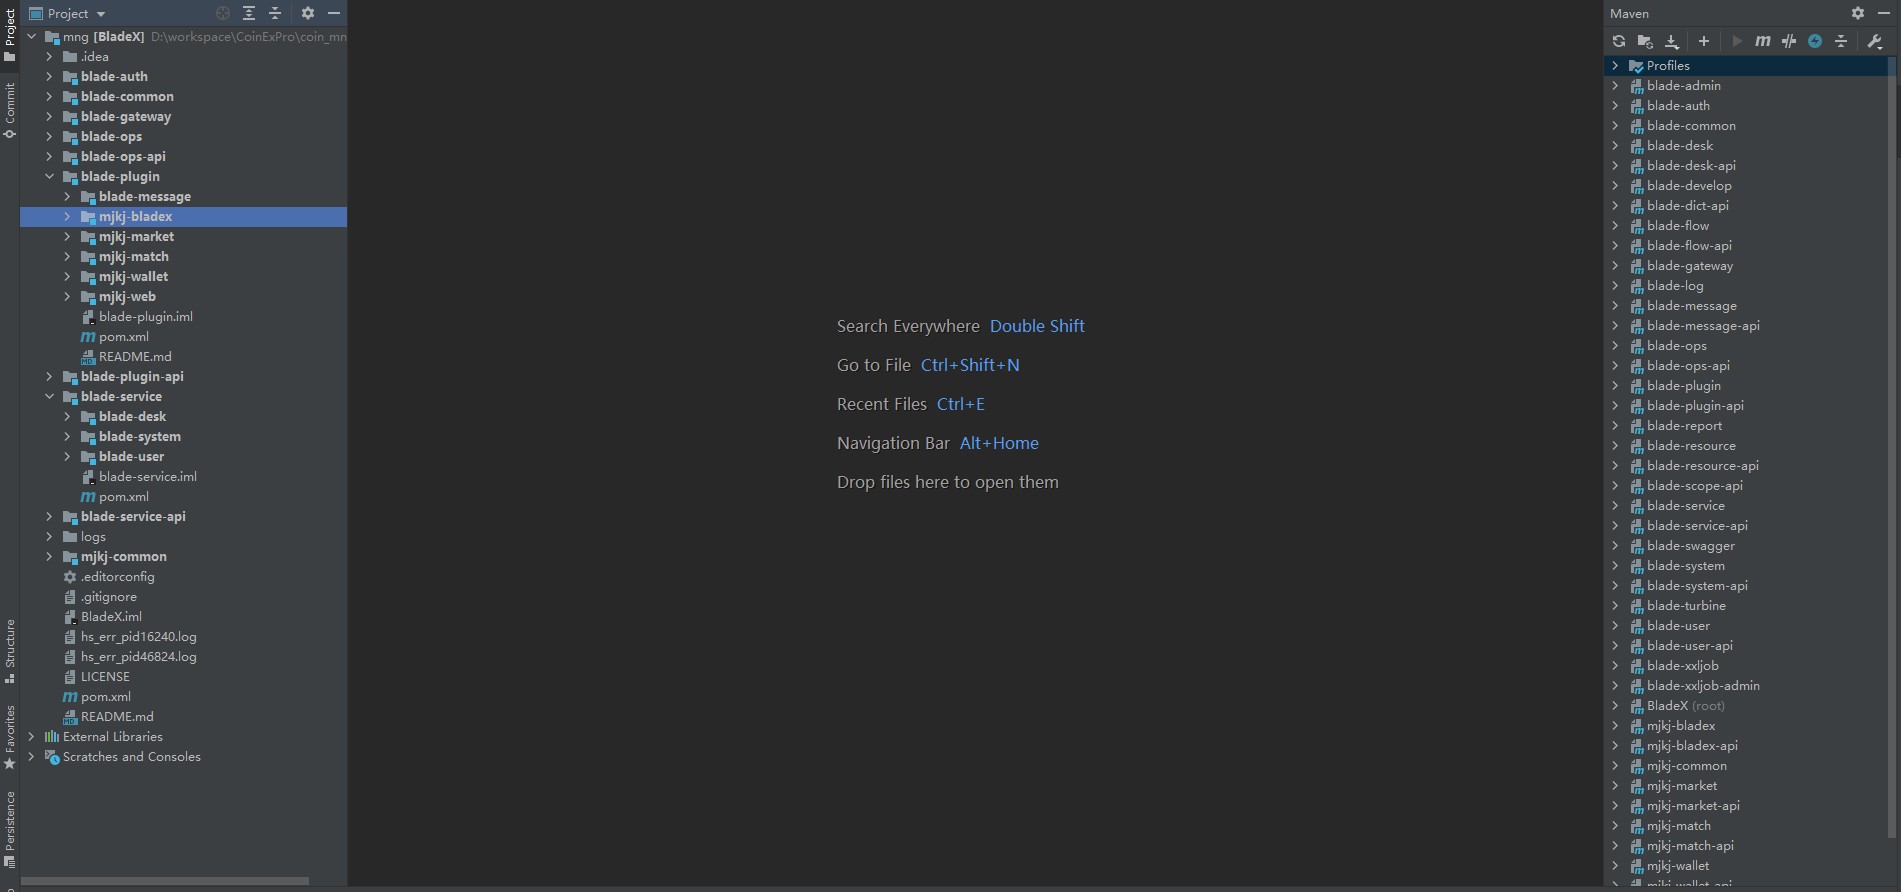 Project
Commit
Structure
Favorites
Persistence
Project
mng [BladeX] D:\workspace\CoinExPro\coin_mn
.idea
blade-auth
blade-common
blade-gateway
blade-ops
blade-ops-api
blade-plugin
blade-message
mjkj-bladex
mjkj-market
mjkj-match
mjkj-wallet
mjkj-web
blade-plugin.iml
pom.xml
README.md
blade-plugin-api
blade-service
blade-desk
blade-system
blade-user
blade-service.iml
pom.xml
blade-service-api
logs
mjkj-common
.editorconfig
.gitignore
BladeX.iml
hs_err_pid16240.log
hs_err_pid46824.log
LICENSE
pom.xml
README.md
External Libraries
Scratches and Consoles
Search Everywhere Double Shift
Go to File Ctrl+Shift+N
Recent Files Ctrl+E
Navigation Bar Alt+Home
Drop files here to open them
Maven
Profiles
blade-admin
blade-auth
blade-common
blade-desk
blade-desk-api
blade-develop
blade-dict-api
blade-flow
blade-flow-api
blade-gateway
blade-log
blade-message
blade-message-api
blade-ops
blade-ops-api
blade-plugin
blade-plugin-api
blade-report
blade-resource
blade-resource-api
blade-scope-api
blade-service
blade-service-api
blade-swagger
blade-system
blade-system-api
blade-turbine
blade-user
blade-user-api
blade-xxljob
blade-xxljob-admin
BladeX (root)
mjkj-bladex
mjkj-bladex-api
mjkj-common
mjkj-market
mjkj-market-api
mjkj-match
mjkj-match-api
mjkj-wallet
mjkj-wallet-api